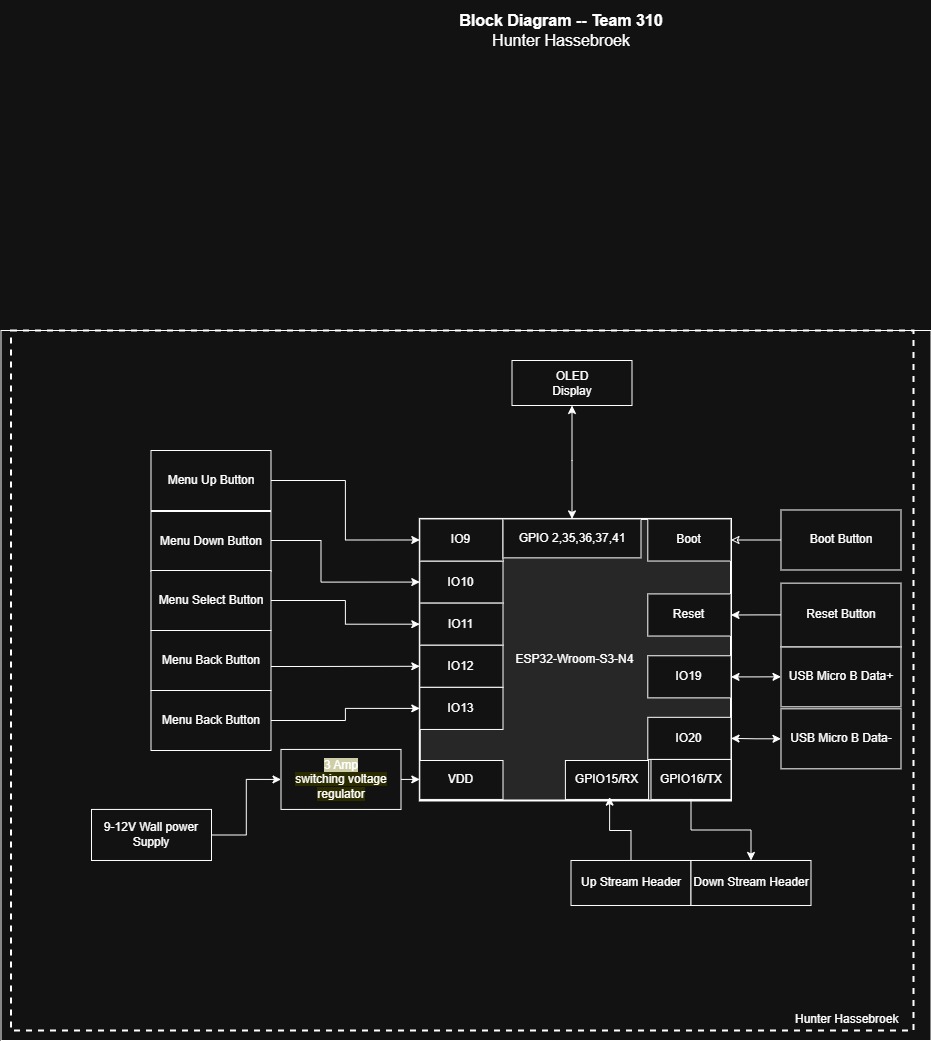 Block Diagram -- Team 310
Hunter Hassebroek
OLED
Display
Menu Up Button
Menu Down Button
Menu Select Button
Menu Back Button
Menu Back Button
IO9
IO10
IO11
IO12
IO13
VDD
GPIO 2,35,36,37,41
ESP32-Wroom-S3-N4
Boot
Reset
IO19
IO20
GPIO15/RX
GPIO16/TX
Boot Button
Reset Button
USB Micro B Data+
USB Micro B Data-
3 Amp
switching voltage
regulator
9-12V Wall power
Supply
Up Stream Header
Down Stream Header
Hunter Hassebroek